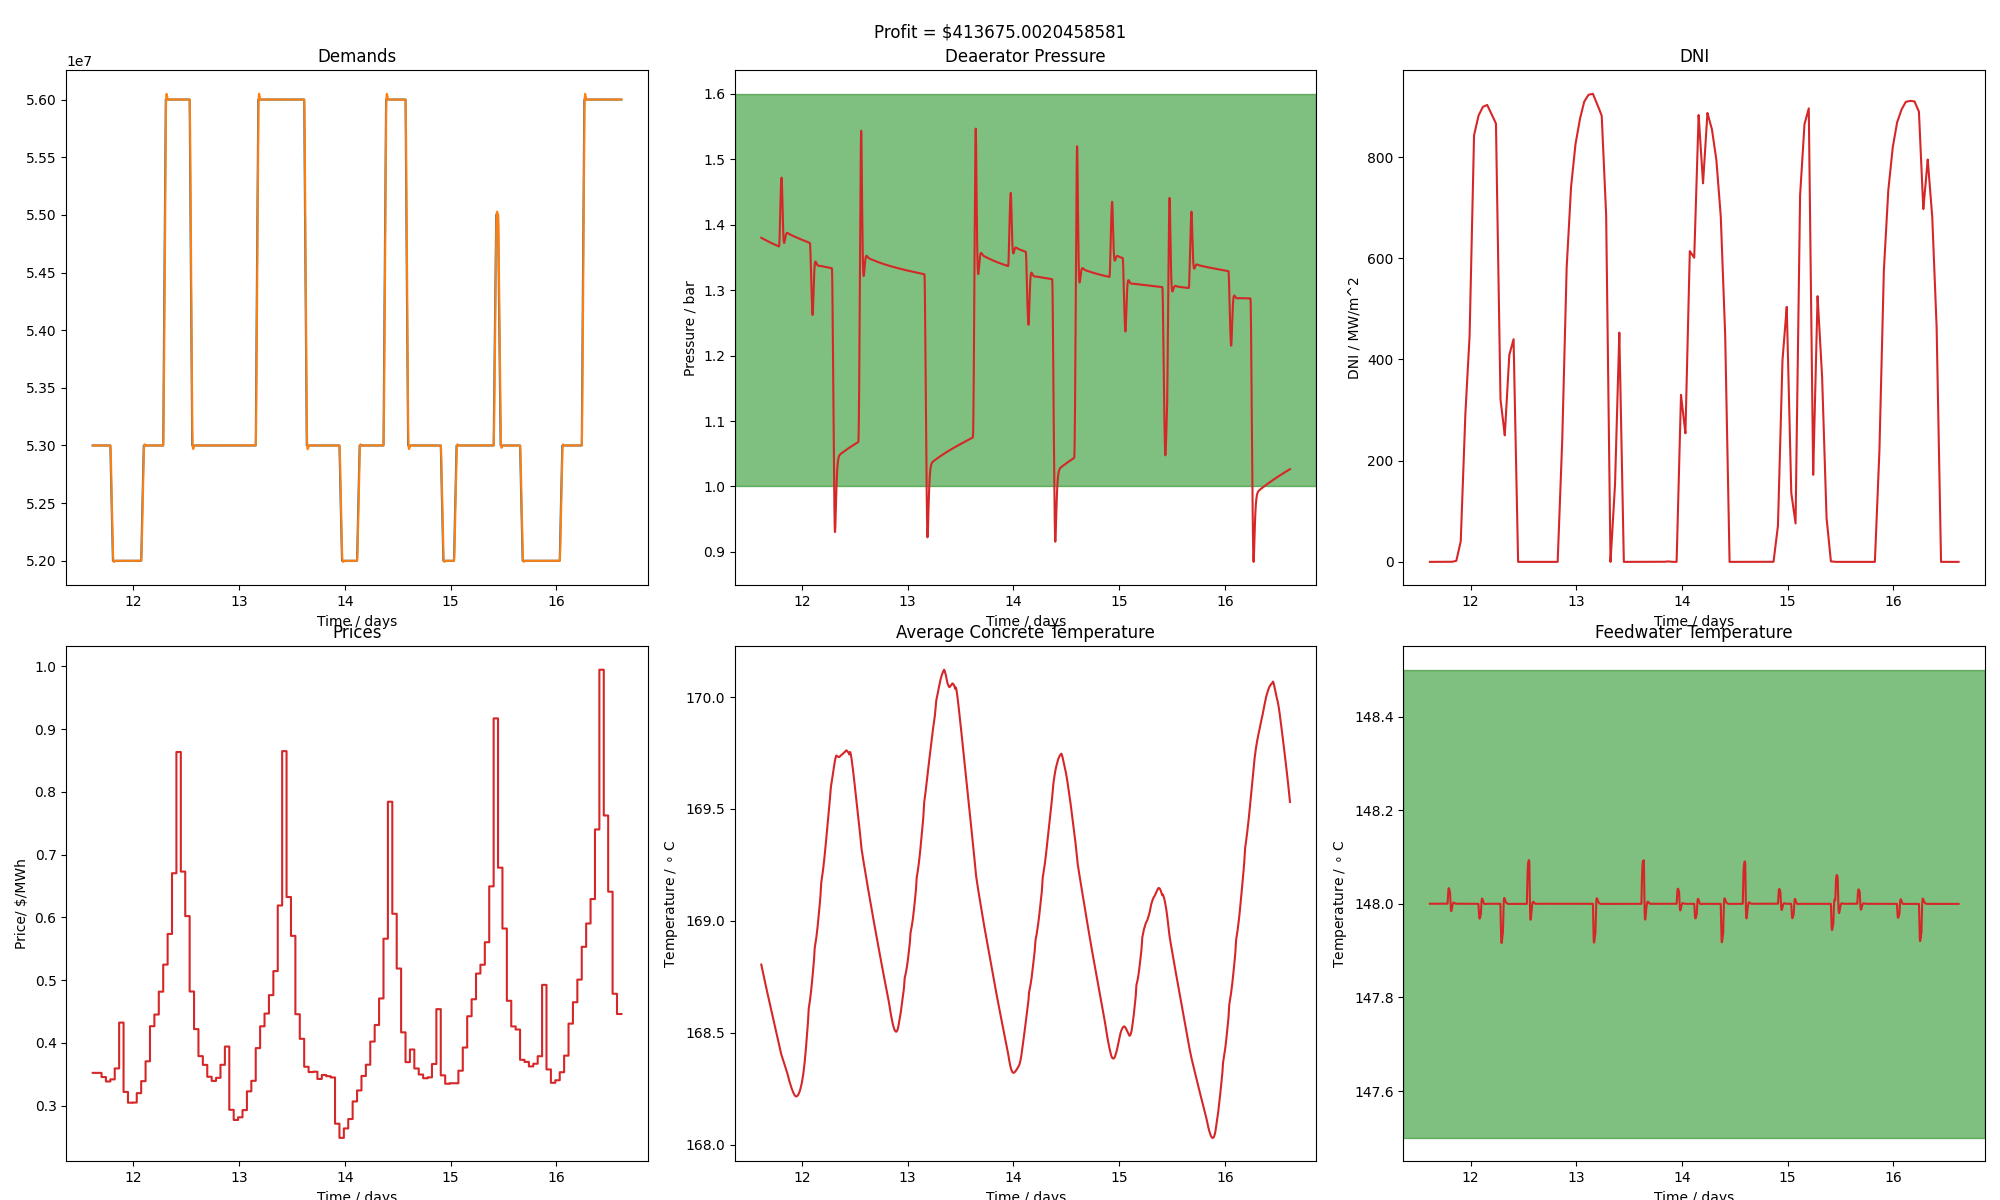 Profit = $413675.0020458581
Demands
1e7
5.60
5.55
5.50
5.45
5.40
5.35
5.30
5.25
5.20
12 13 14 15 16
Time / days
Deaerator Pressure
Pressure / bar
1.6
1.5
1.4
1.3
1.2
1.1
1.0
0.9
12 13 14 15 16
Time / days
DNI
DNI / MW/m^2
800
600
400
200
0
12 13 14 15 16
Time / days
Prices
Price/ $/MWh
1.0
0.9
0.8
0.7
0.6
0.5
0.4
0.3
12 13 14 15 16
Time / days
Average Concrete Temperature
Temperature / ∘ C
170.0
169.5
169.0
168.5
168.0
12 13 14 15 16
Time / days
Feedwater Temperature
Temperature / ∘ C
148.4
148.2
148.0
147.8
147.6
12 13 14 15 16
Time / days